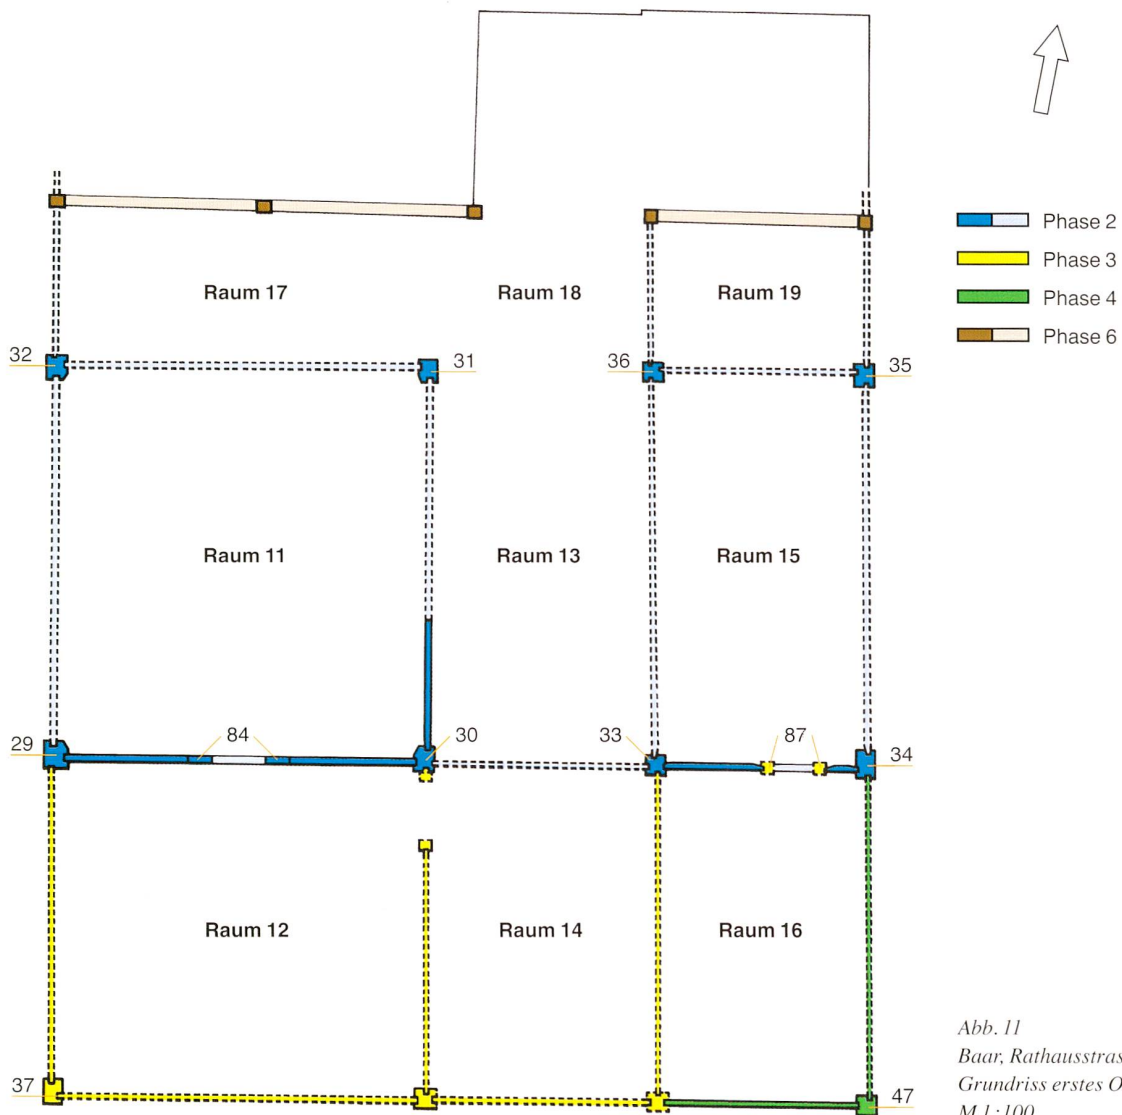 Phase 2
Phase 3
Phase 4
Phase 6
Raum 17
Raum 18
Raum 19
32
31
36
35
Raum 11
Raum 13
Raum 15
29
84
30
33
87
34
Raum 12
Raum 14
Raum 16
37
47
Abb. 11
Baar, Rathausstras
Grundriss erstes O
M 1:100